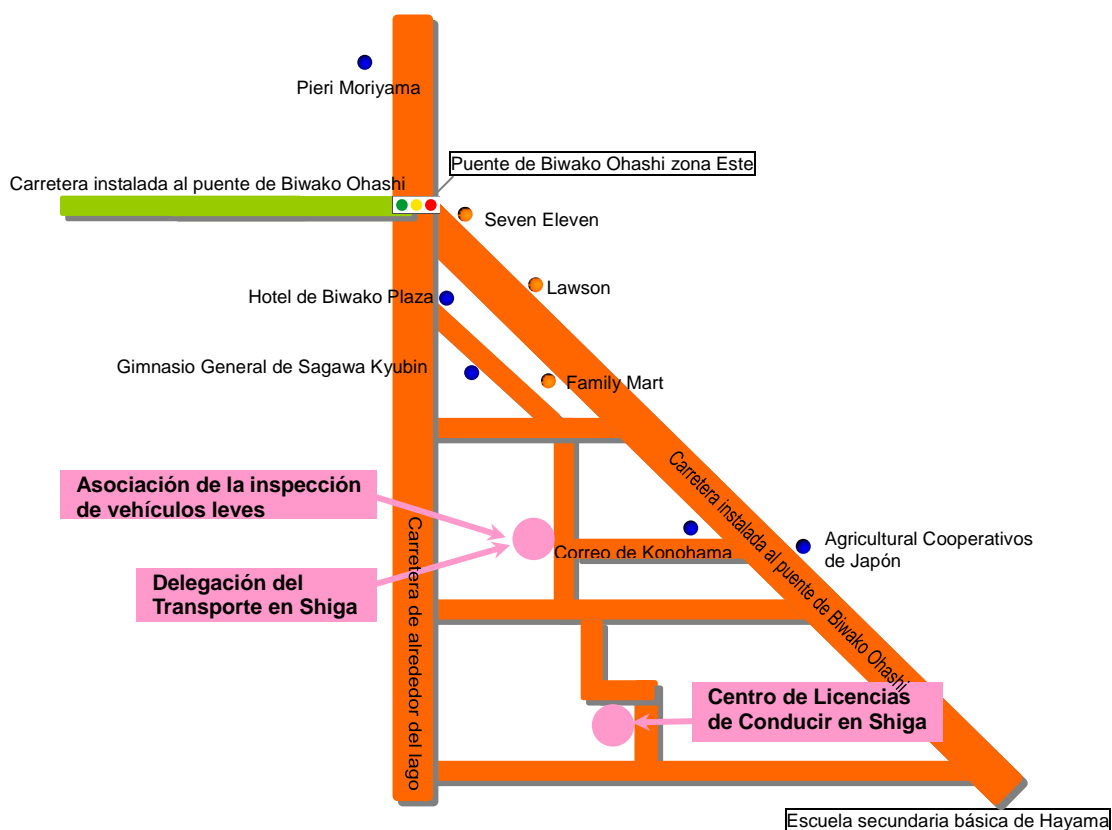 Pieri Moriyama
Puente de Biwako Ohashi zona Este
Carretera instalada al puente de Biwako Ohashi
Seven Eleven
Lawson
Hotel de Biwako Plaza
Gimnasio General de Sagawa Kyubin
Family Mart
Carretera instalada al puente de Biwako Ohashi
Asociación de la inspección
de vehículos leves
Carretera de alrededor del lago
Correo de Konohama
Agricultural Cooperativos
de Japón
Delegación del
Transporte en Shiga
Centro de Licencias
de Conducir en Shiga
Escuela secundaria básica de Hayama